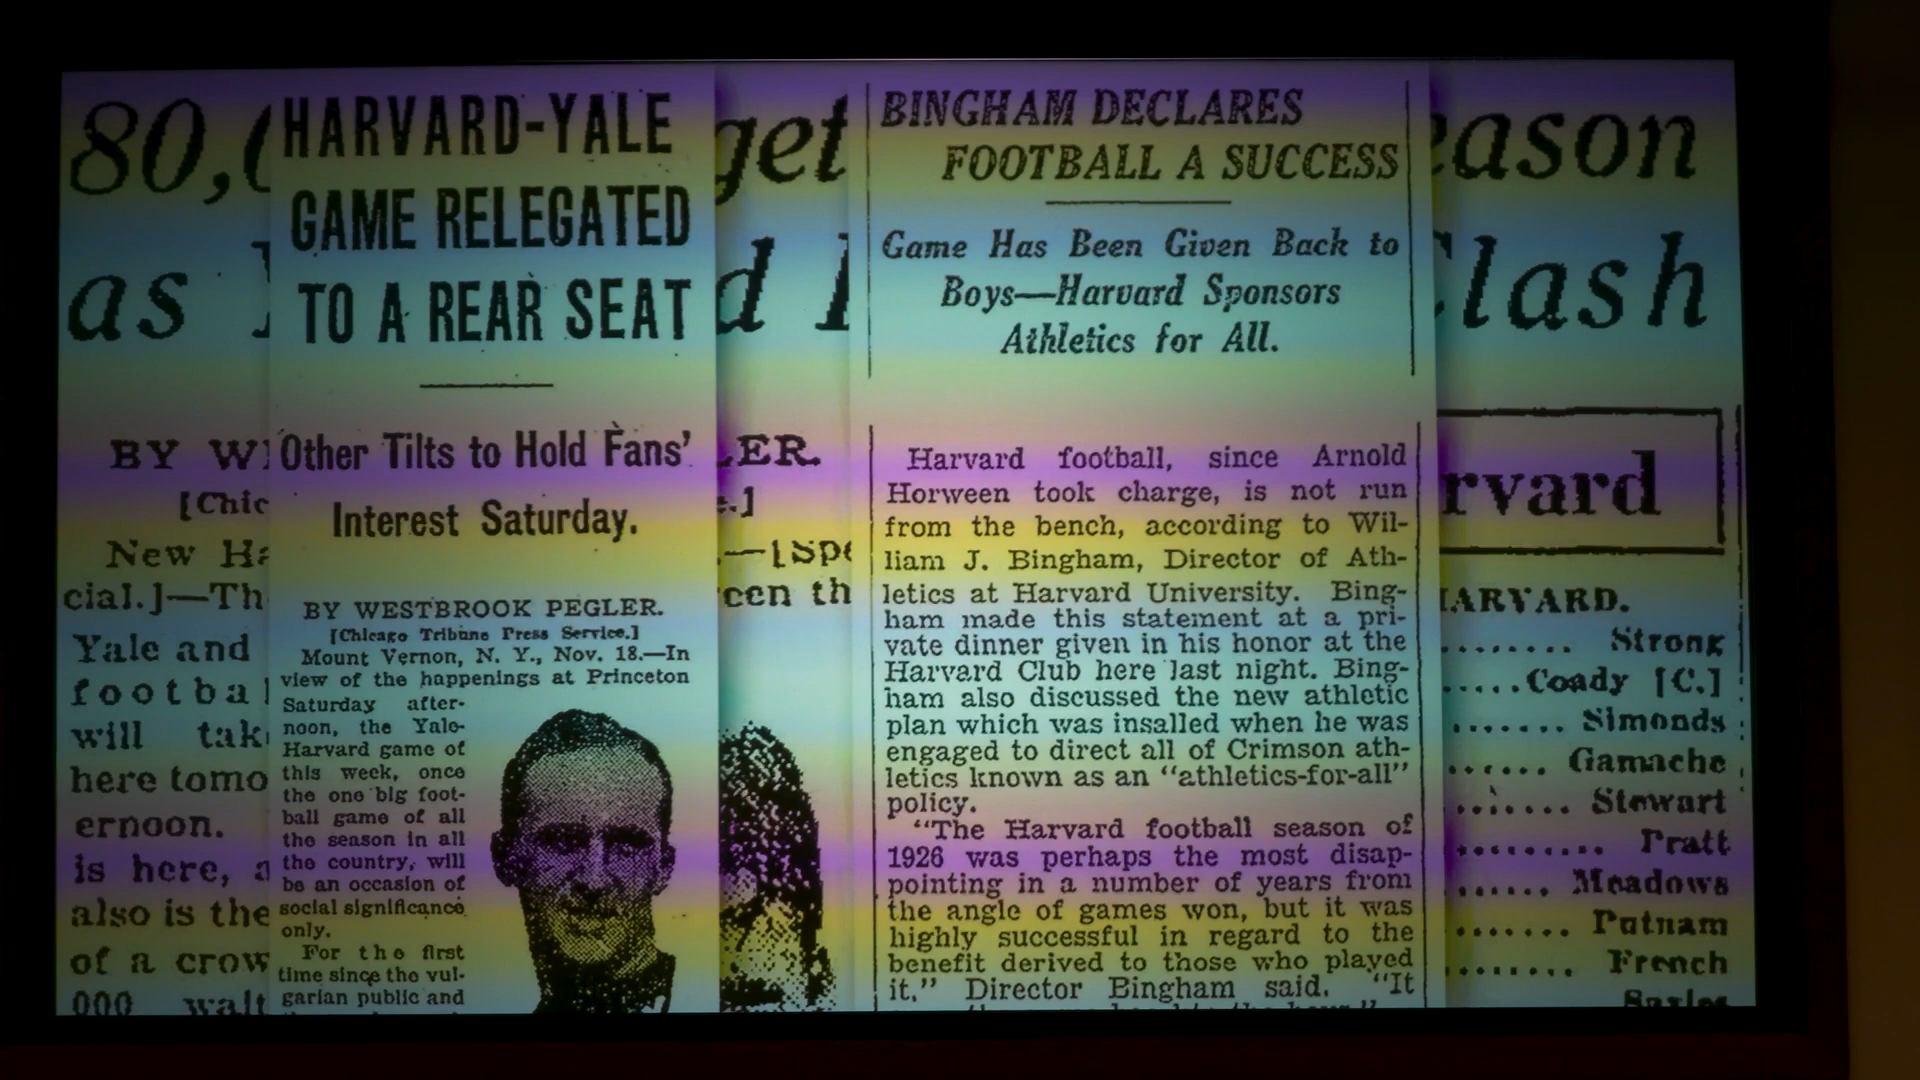 80,
as
BY W
[Chic
New Ha
cial.]—Th
Yale and
footbal
will tak
here tomo
ernoon.
is here, a
also is the
of a crow
000 wait
HARVARD-YALE
GAME RELEGATED
TO A REAR SEAT
Other Tilts to Hold Fans'
Interest Saturday.
BY WESTBROOK PEGLER.
[Chicago Tribune Press Service.]
Mount Vernon, N. Y., Nov. 18.—In
view of the happenings at Princeton
Saturday after-
noon, the Yale-
Harvard game of
this week, once
the one big foot-
ball game of all
the season in all
the country, will
be an occasion of
social significance
only.
For the first
time since the vul-
garian public and
get
d
LER.
e.]
—[Spe
een th
BINGHAM DECLARES
FOOTBALL A SUCCESS
Game Has Been Given Back to
Boys—Harvard Sponsors
Athletics for All.
Harvard football, since Arnold
Horween took charge, is not run
from the bench, according to Wil-
liam J. Bingham, Director of Ath-
letics at Harvard University. Bing-
ham made this statement at a pri-
vate dinner given in his honor at the
Harvard Club here last night. Bing-
ham also discussed the new athletic
plan which was insalled when he was
engaged to direct all of Crimson ath-
letics known as an "athletics-for-all"
policy.
"The Harvard football season of
1926 was perhaps the most disap-
pointing in a number of years from
the angle of games won, but it was
highly successful in regard to the
benefit derived to those who played
it," Director Bingham said. "It
eason
Clash
rvard
HARVARD.
Strong
Coady [C.]
Simonds
Gamache
Stewart
Pratt
Meadows
Putnam
French